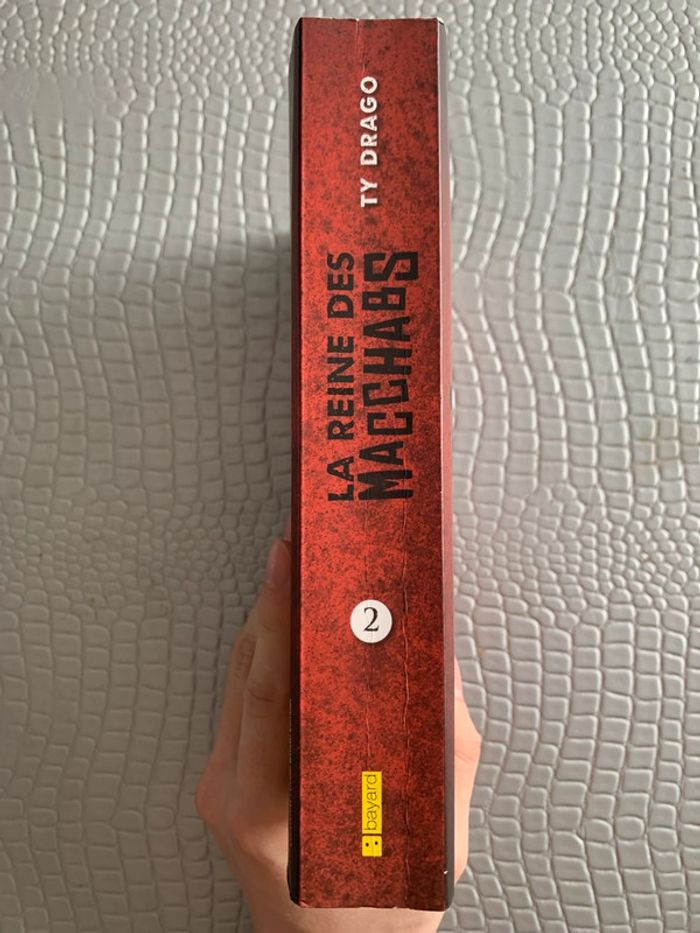 TY DRAGO
LA REINE DES
MACCHABS
2
bayard